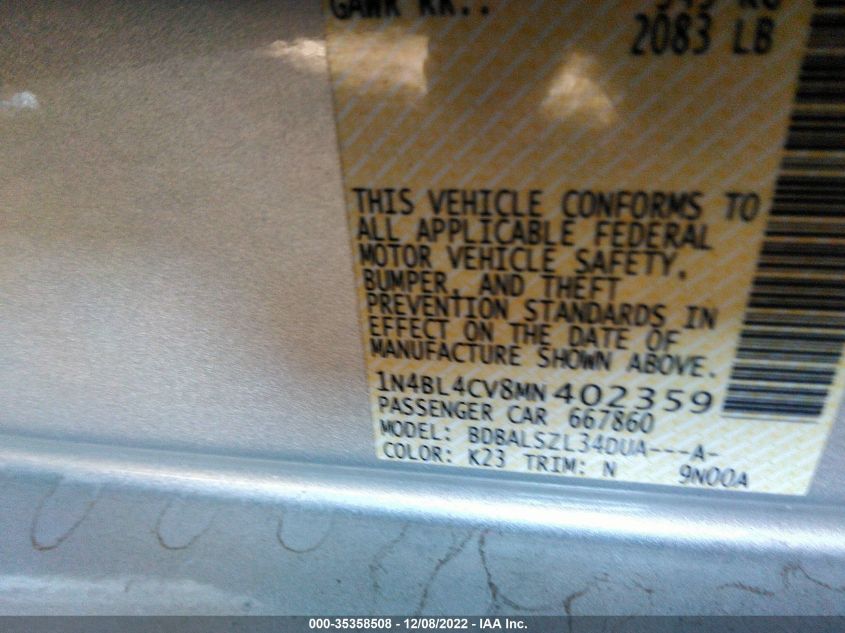 GAWR RR..
2083 LB
THIS VEHICLE CONFORMS TO
ALL APPLICABLE FEDERAL
MOTOR VEHICLE SAFETY,
BUMPER, AND THEFT
PREVENTION STANDARDS IN
EFFECT ON THE DATE OF
MANUFACTURE SHOWN ABOVE.
1N4BL4CV8MN402359
PASSENGER CAR 667860
MODEL: BDBALSZL34DUA---A-
COLOR: K23 TRIM: N 9N00A
000-35358508 - 12/08/2022 - IAA Inc.